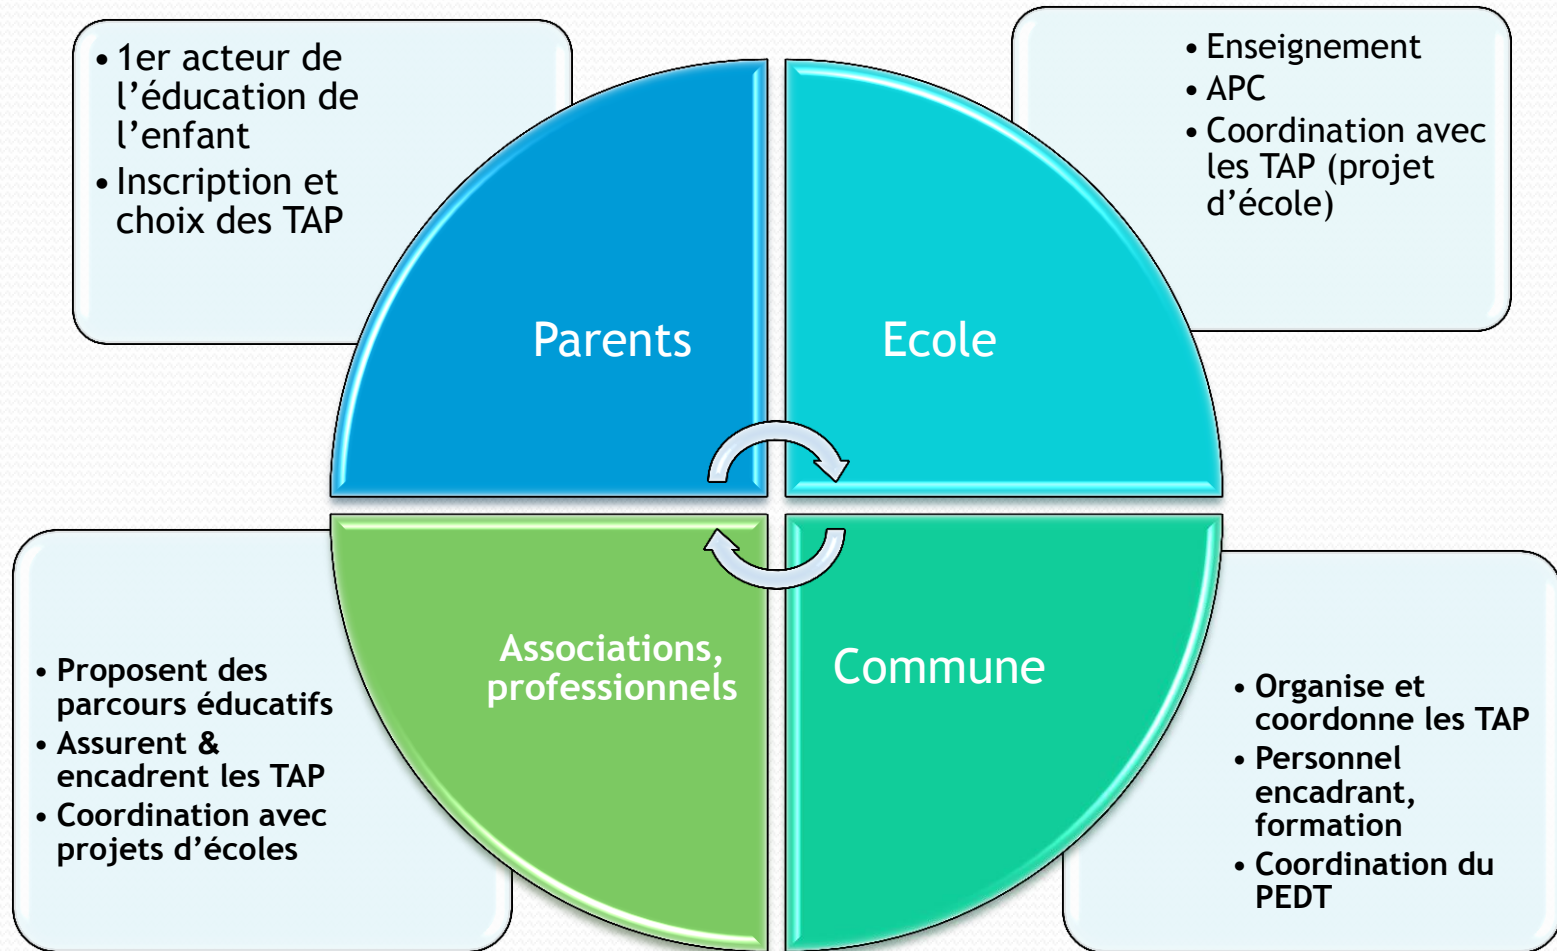 • 1er acteur de
l’éducation de
l’enfant
• Inscription et
choix des TAP
• Enseignement
• APC
• Coordination avec
les TAP (projet
d’école)
Parents
Ecole
Associations,
professionnels
Commune
• Proposent des
parcours éducatifs
• Assurent &
encadrent les TAP
• Coordination avec
projets d’écoles
• Organise et
coordonne les TAP
• Personnel
encadrant,
formation
• Coordination du
PEDT